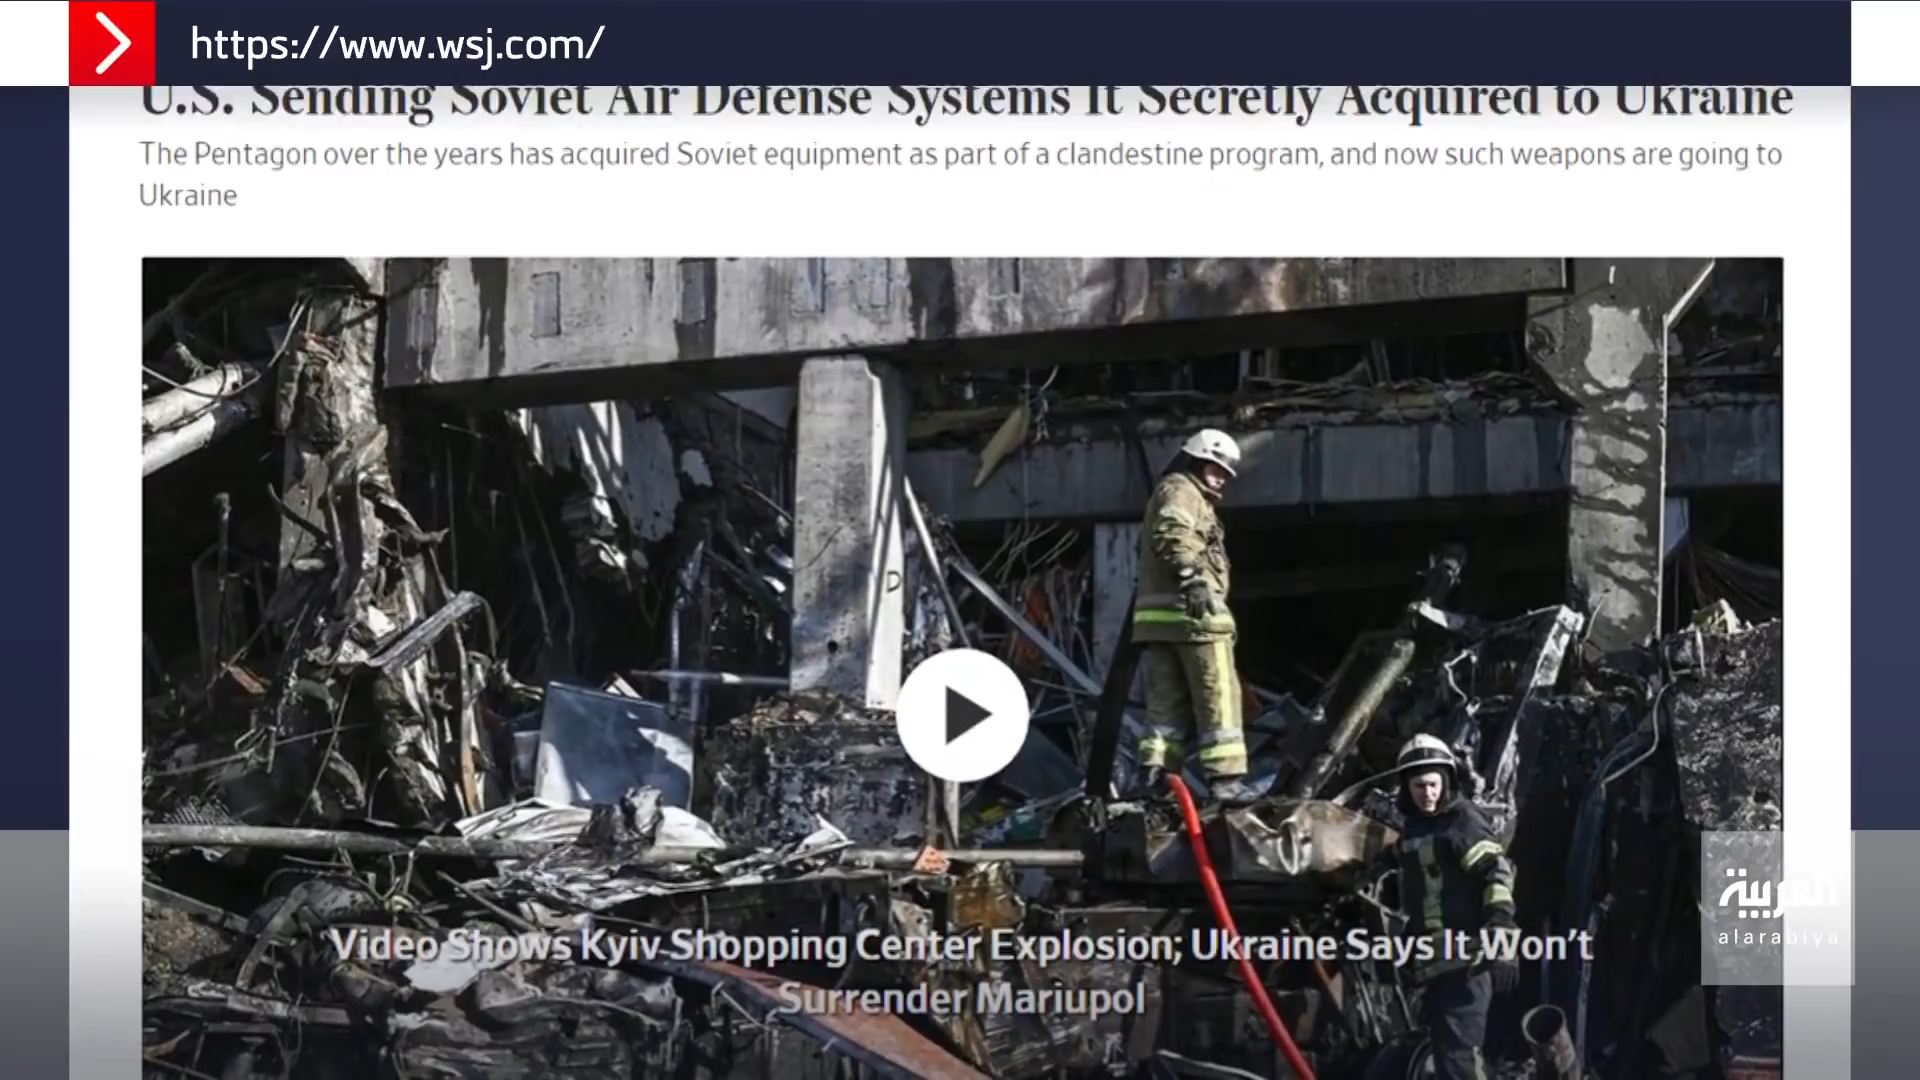 https://www.wsj.com/
U.S. Sending Soviet Air Defense Systems It Secretly Acquired to Ukraine
The Pentagon over the years has acquired Soviet equipment as part of a clandestine program, and now such weapons are going to
Ukraine
D
Video Shows Kyiv Shopping Center Explosion; Ukraine Says It Won't
Surrender Mariupol
العربية
alarabiya